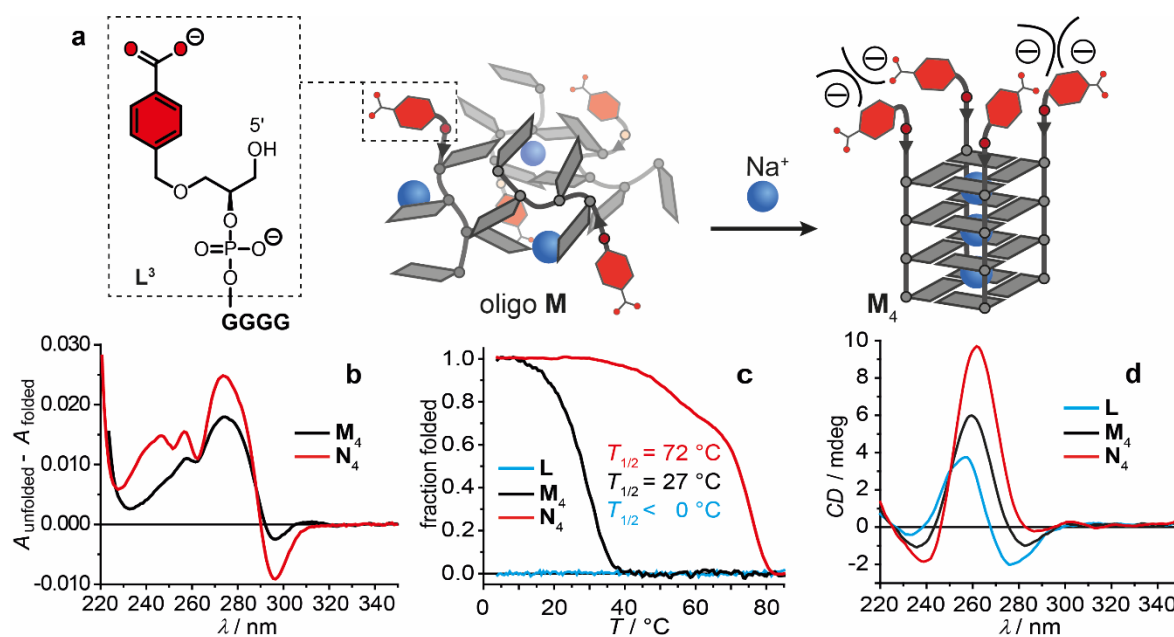 a
⊖
O
O
5'
OH
O
O
O=P–O⊖
O
L³
GGGG
oligo M
Na⁺
M₄
⊖
⊖
⊖
⊖
b
A unfolded - A folded
0.030
0.020
0.010
0.000
-0.010
M₄
N₄
220 240 260 280 300 320 340
λ / nm
c
fraction folded
1.0
0.8
0.6
0.4
0.2
0.0
L
M₄
N₄
T1/2 = 72 °C
T1/2 = 27 °C
T1/2 < 0 °C
0 20 40 60 80
T / °C
d
CD / mdeg
10
8
6
4
2
0
-2
L
M₄
N₄
220 240 260 280 300 320 340
λ / nm